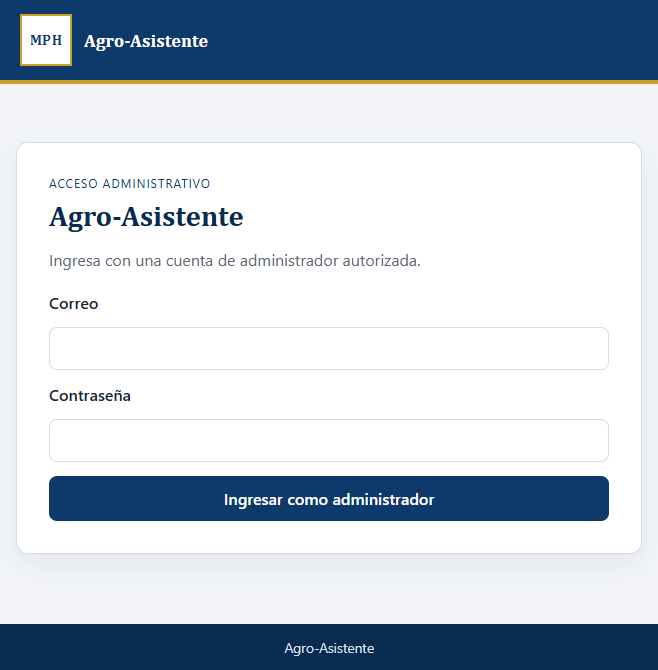 MPH
Agro-Asistente
ACCESO ADMINISTRATIVO
Agro-Asistente
Ingresa con una cuenta de administrador autorizada.
Correo
Contraseña
Ingresar como administrador
Agro-Asistente